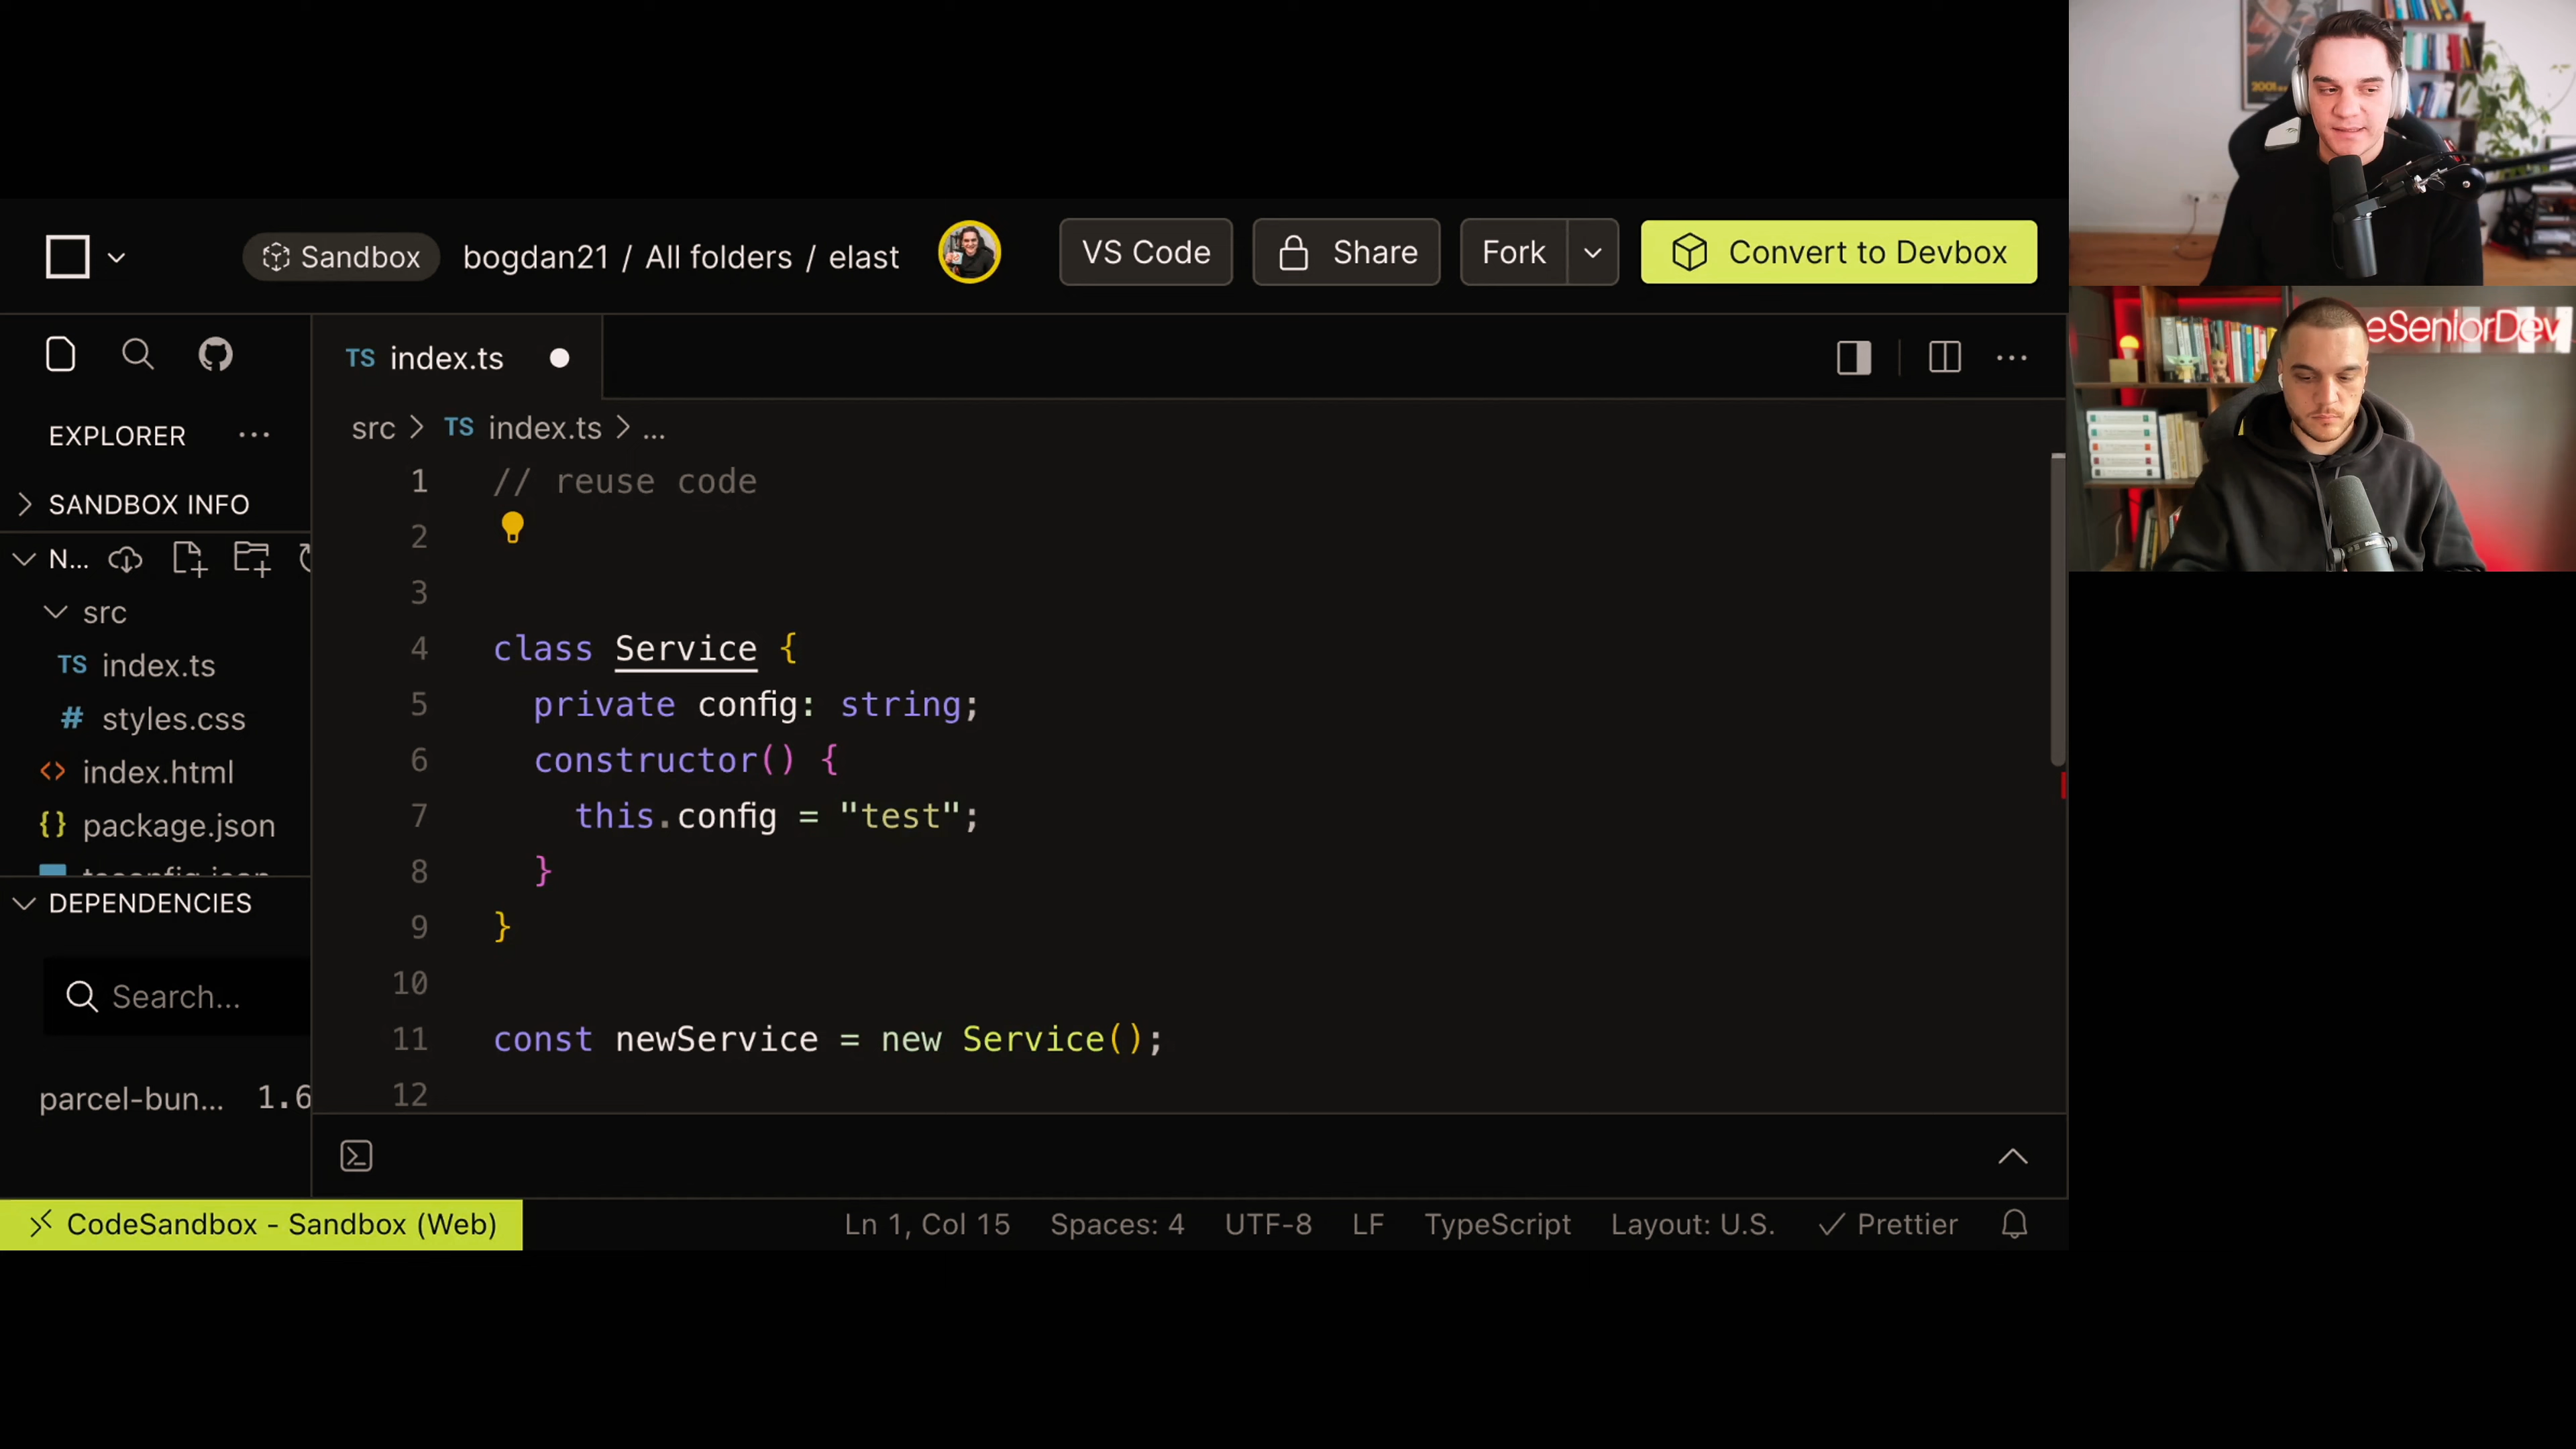 Sandbox bogdan21 / All folders / elast VS Code Share Fork Convert to Devbox
TS index.ts
EXPLORER ...
src > TS index.ts > ...
SANDBOX INFO
N...
src
TS index.ts
# styles.css
<> index.html
{} package.json
tsconfig.json
DEPENDENCIES
Search...
parcel-bun... 1.6
1 // reuse code
2
3
4 class Service {
5 private config: string;
6 constructor() {
7 this.config = "test";
8 }
9 }
10
11 const newService = new Service();
12
CodeSandbox - Sandbox (Web) Ln 1, Col 15 Spaces: 4 UTF-8 LF TypeScript Layout: U.S. Prettier
2001
eSeniorDev